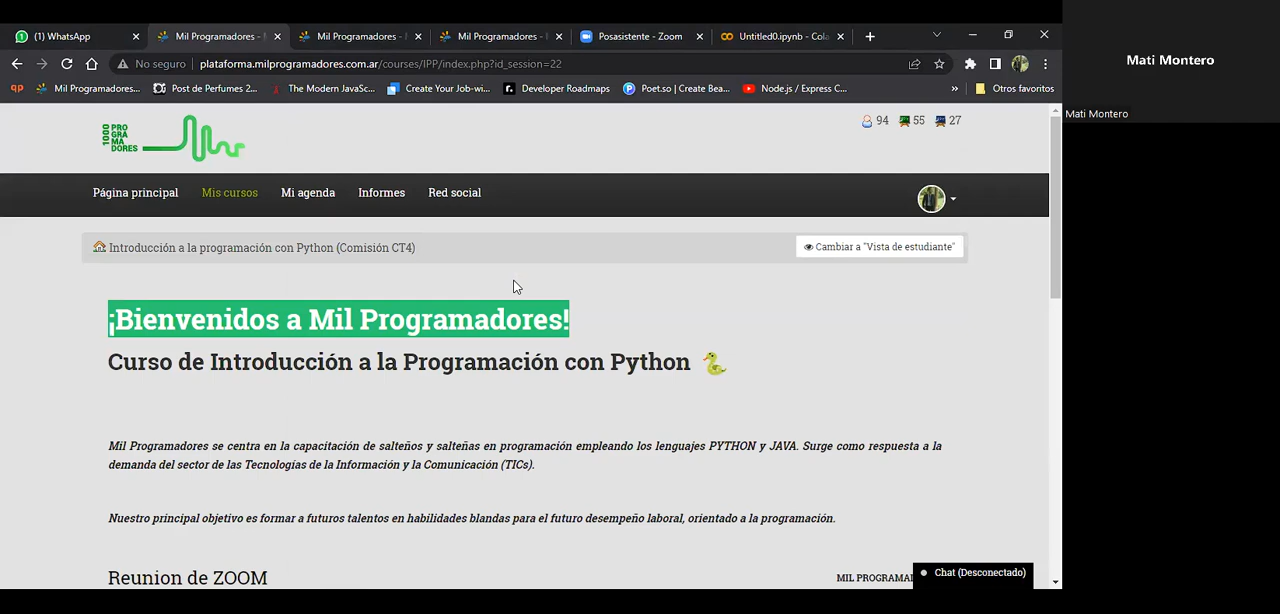 (1) WhatsApp
Mil Programadores -
Mil Programadores -
Mil Programadores -
Posasistente - Zoom
Untitled0.ipynb - Cola
No seguro
plataforma.milprogramadores.com.ar/courses/IPP/index.php?id_session=22
qp
Mil Programadores...
Post de Perfumes 2...
The Modern JavaSc...
Create Your Job-wi...
Developer Roadmaps
Poet.so | Create Bea...
Node.js / Express C...
»
Otros favoritos
Mati Montero
Mati Montero
1000
PRO
GRA
MA
DORES
94 55 27
Página principal
Mis cursos
Mi agenda
Informes
Red social
Introducción a la programación con Python (Comisión CT4)
Cambiar a "Vista de estudiante"
¡Bienvenidos a Mil Programadores!
Curso de Introducción a la Programación con Python 🐍
Mil Programadores se centra en la capacitación de salteños y salteñas en programación empleando los lenguajes PYTHON y JAVA. Surge como respuesta a la
demanda del sector de las Tecnologías de la Información y la Comunicación (TICs).
Nuestro principal objetivo es formar a futuros talentos en habilidades blandas para el futuro desempeño laboral, orientado a la programación.
Reunion de ZOOM
MIL PROGRAMA
Chat (Desconectado)